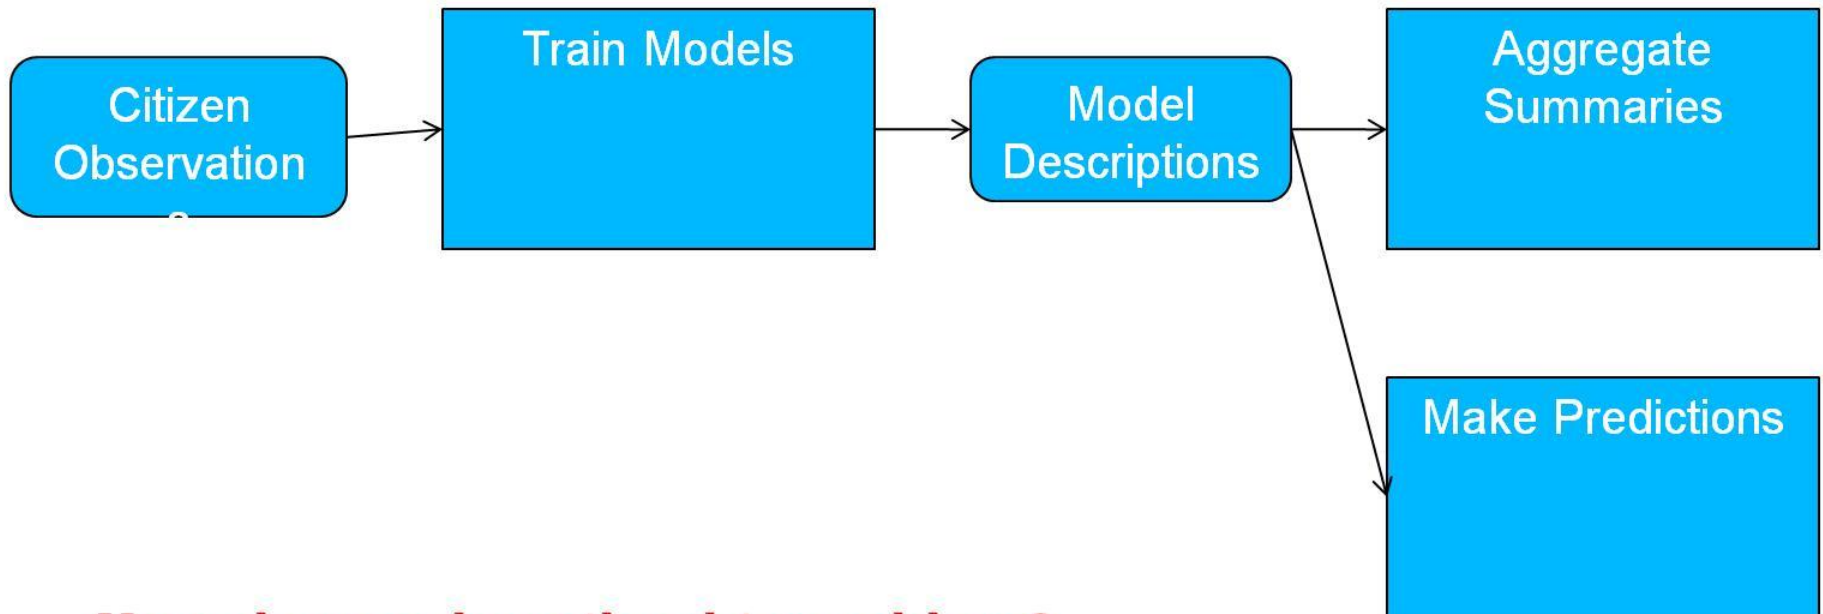 Citizen
Observation
Train Models
Model
Descriptions
Aggregate
Summaries
Make Predictions